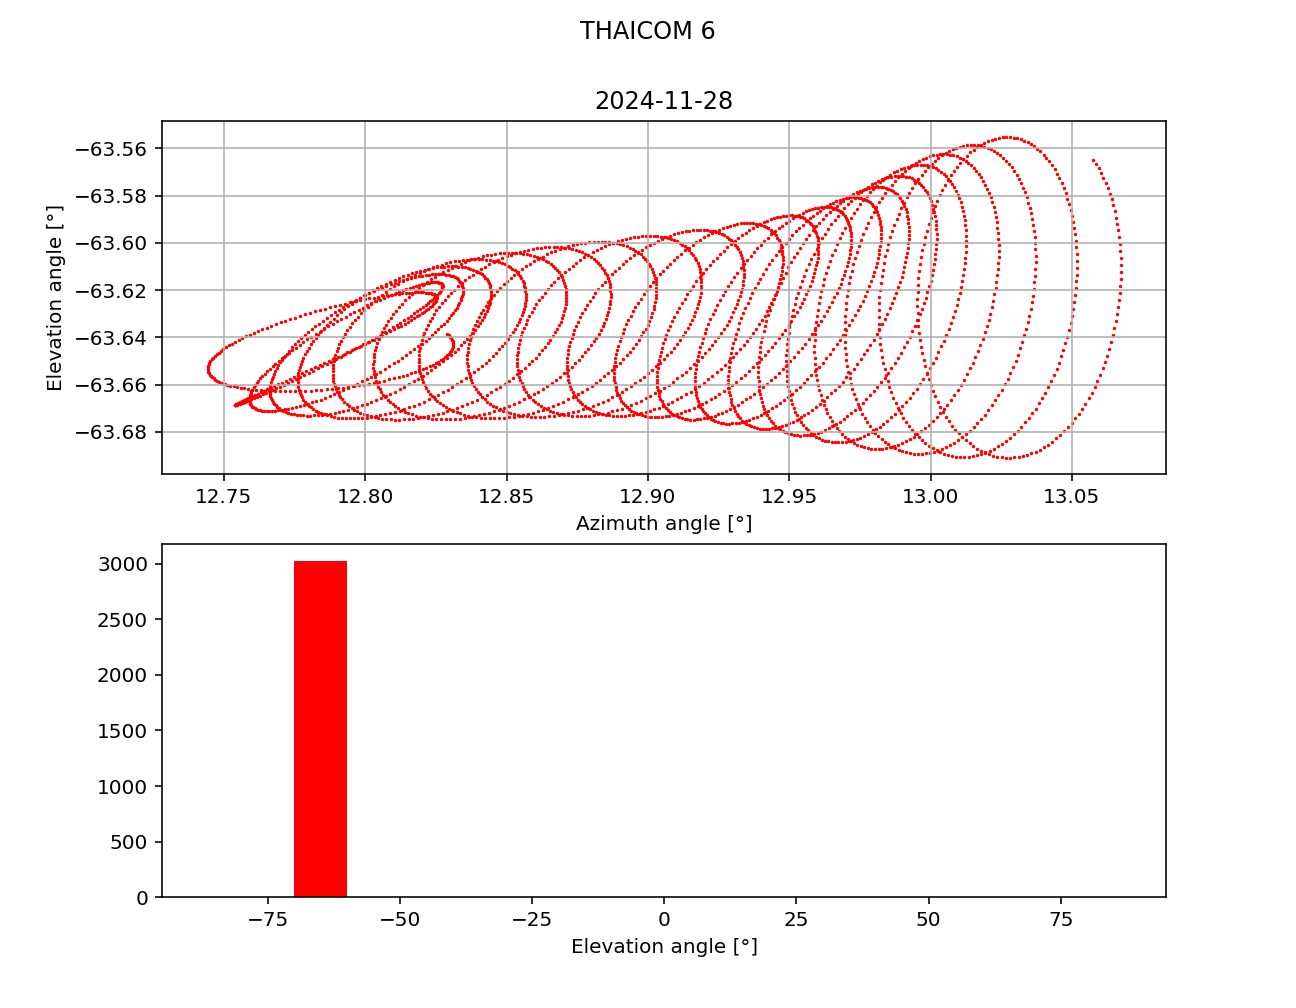 THAICOM 6
2024-11-28
−63.56
−63.58
−63.60
−63.62
−63.64
−63.66
−63.68
Elevation angle [°]
12.75 12.80 12.85 12.90 12.95 13.00 13.05
Azimuth angle [°]
3000
2500
2000
1500
1000
500
0
−75 −50 −25 0 25 50 75
Elevation angle [°]